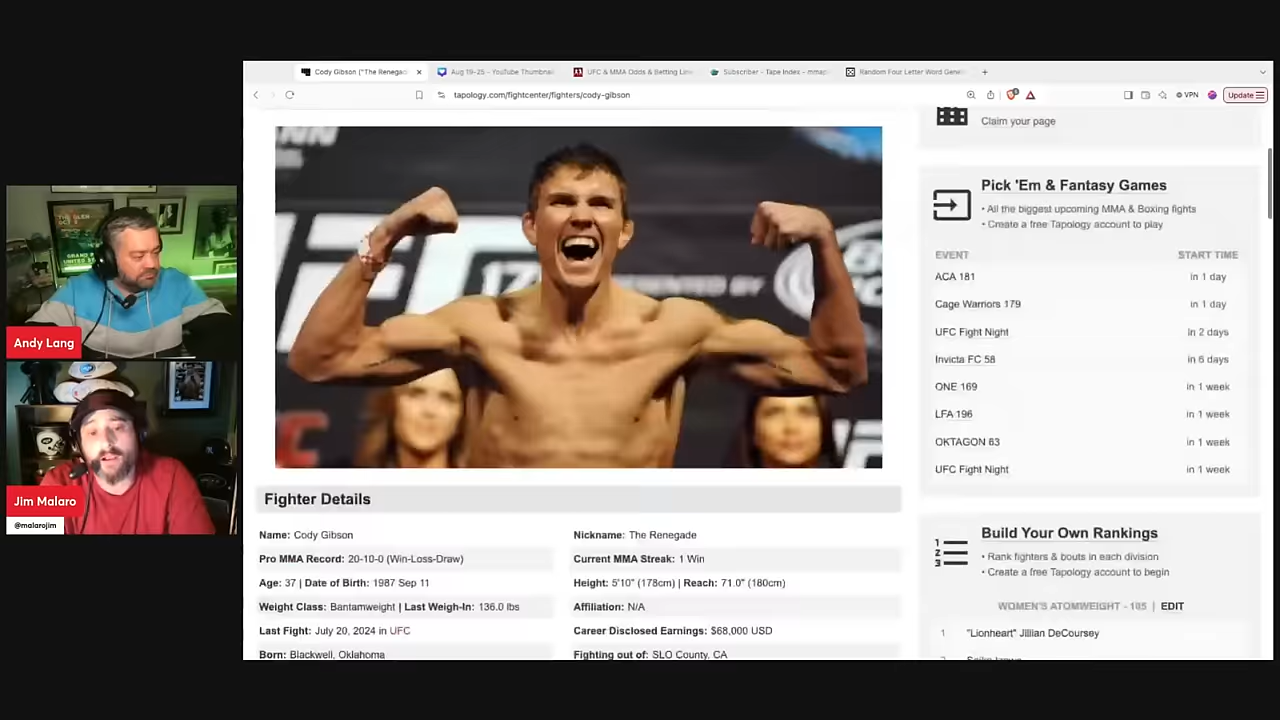 Cody Gibson ("The Renegad
Aug 19-25 - YouTube Thumbnail
UFC & MMA Odds & Betting Line
Subscriber - Tape Index - mmap
Random Four Letter Word Gene
tapology.com/fightcenter/fighters/cody-gibson
VPN
Update
Claim your page
Pick 'Em & Fantasy Games
• All the biggest upcoming MMA & Boxing fights
• Create a free Tapology account to play
EVENT START TIME
ACA 181 in 1 day
Cage Warriors 179 in 1 day
UFC Fight Night in 2 days
Invicta FC 58 in 6 days
ONE 169 in 1 week
LFA 196 in 1 week
OKTAGON 63 in 1 week
UFC Fight Night in 1 week
Build Your Own Rankings
• Rank fighters & bouts in each division
• Create a free Tapology account to begin
WOMEN'S ATOMWEIGHT - 105 | EDIT
1 "Lionheart" Jillian DeCoursey
UFC 17
PRESENTED BY
Fighter Details
Name: Cody Gibson
Nickname: The Renegade
Pro MMA Record: 20-10-0 (Win-Loss-Draw)
Current MMA Streak: 1 Win
Age: 37 | Date of Birth: 1987 Sep 11
Height: 5'10" (178cm) | Reach: 71.0" (180cm)
Weight Class: Bantamweight | Last Weigh-In: 136.0 lbs
Affiliation: N/A
Last Fight: July 20, 2024 in UFC
Career Disclosed Earnings: $68,000 USD
Born: Blackwell, Oklahoma
Fighting out of: SLO County, CA
Andy Lang
Jim Malaro
@malarojim